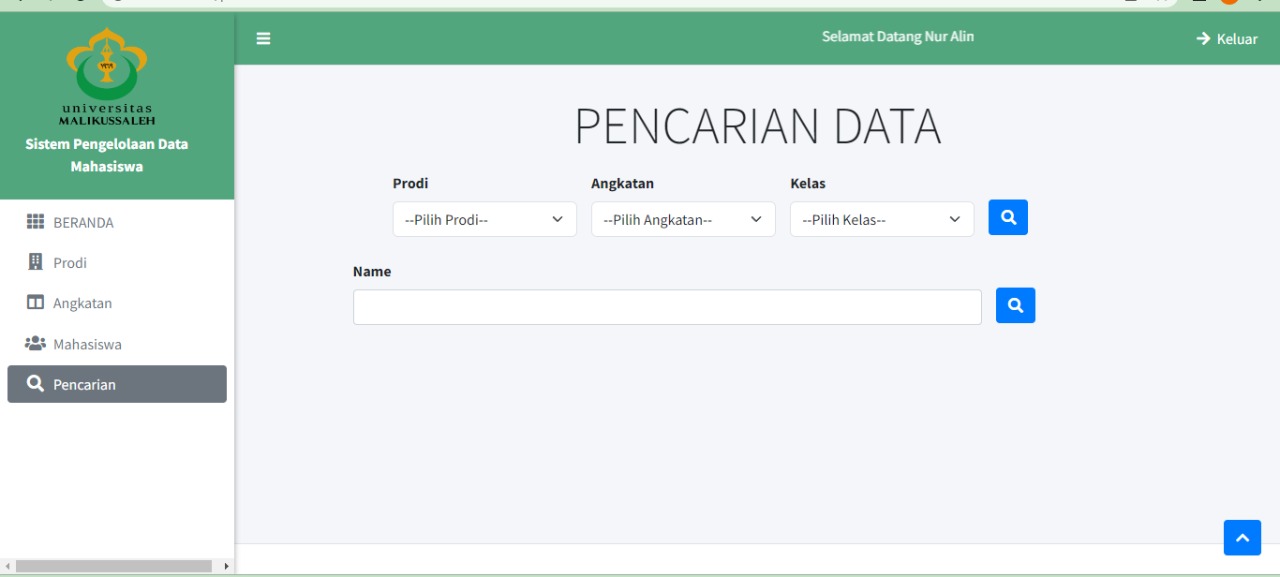 universitas
MALIKUSSALEH
Sistem Pengelolaan Data
Mahasiswa
BERANDA
Prodi
Angkatan
Mahasiswa
Pencarian
Selamat Datang Nur Alin
Keluar
PENCARIAN DATA
Prodi
Angkatan
Kelas
--Pilih Prodi--
--Pilih Angkatan--
--Pilih Kelas--
Name